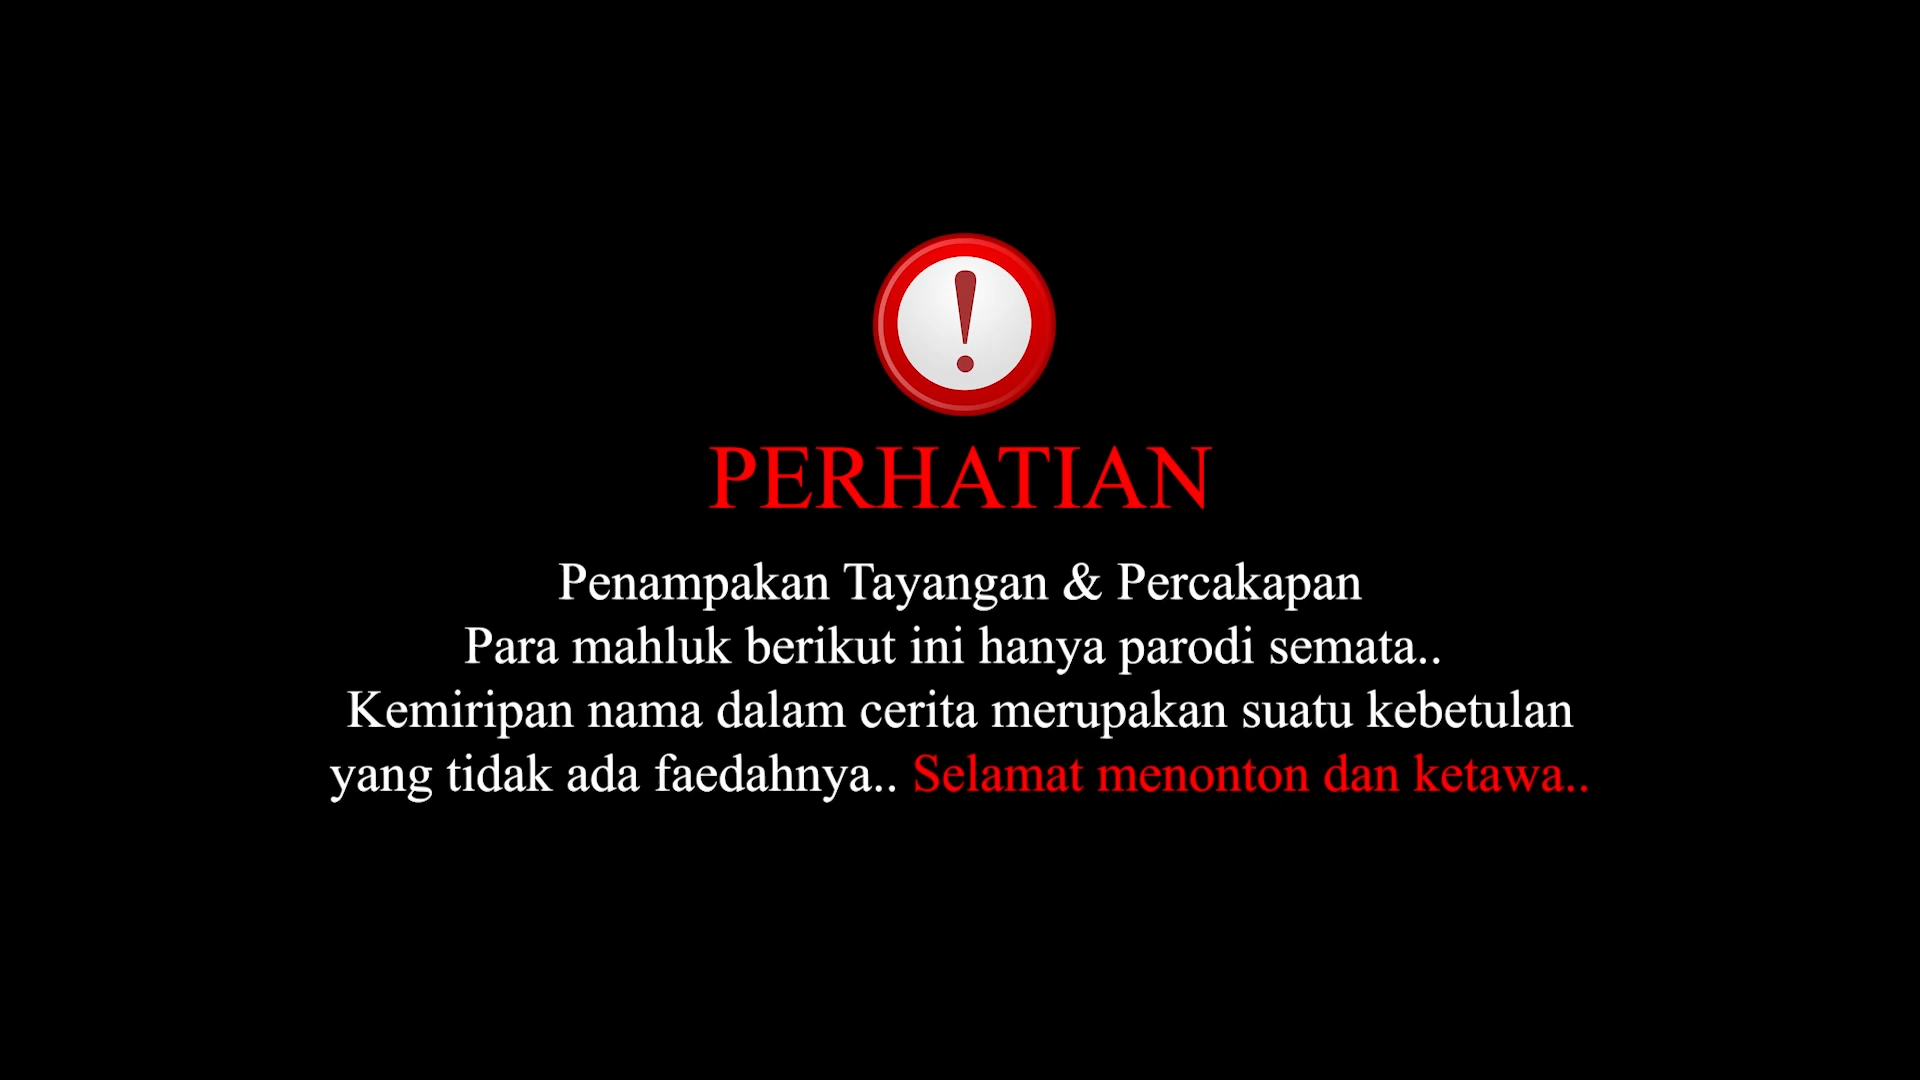 PERHATIAN
Penampakan Tayangan & Percakapan
Para mahluk berikut ini hanya parodi semata..
Kemiripan nama dalam cerita merupakan suatu kebetulan
yang tidak ada faedahnya.. Selamat menonton dan ketawa..